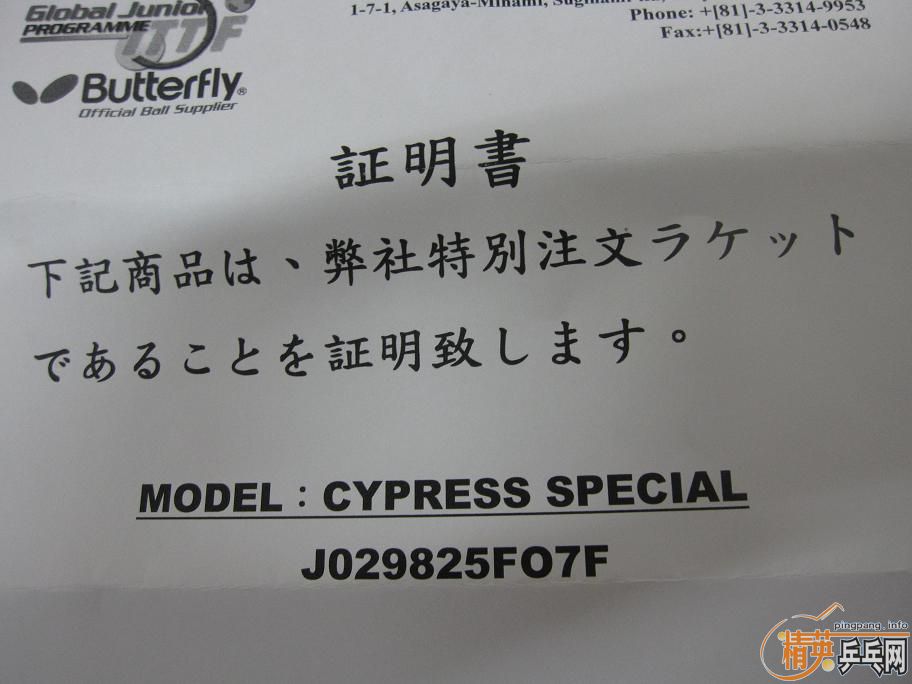 Global Junior
PROGRAMME
ITTF
Butterfly®
Official Ball Supplier
1-7-1, Asagaya-Minami,
Phone: +[81]-3-3314-9953
Fax:+[81]-3-3314-0548
証明書
下記商品は、弊社特別注文ラケット
であることを証明致します。
MODEL：CYPRESS SPECIAL
J029825FO7F
pingpang.info
精英乒乓网